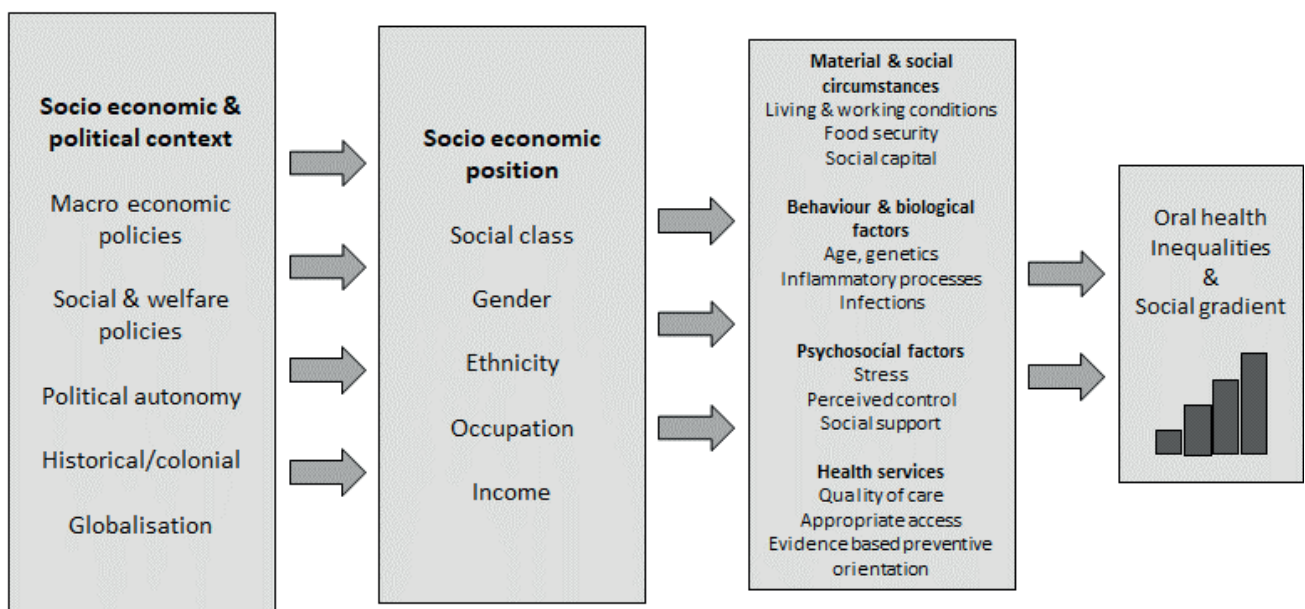 Socio economic &
political context
Macro economic
policies
Social & welfare
policies
Political autonomy
Historical/colonial
Globalisation
Socio economic
position
Social class
Gender
Ethnicity
Occupation
Income
Material & social
circumstances
Living & working conditions
Food security
Social capital
Behaviour & biological
factors
Age, genetics
Inflammatory processes
Infections
Psychosocial factors
Stress
Perceived control
Social support
Health services
Quality of care
Appropriate access
Evidence based preventive
orientation
Oral health
Inequalities
&
Social gradient